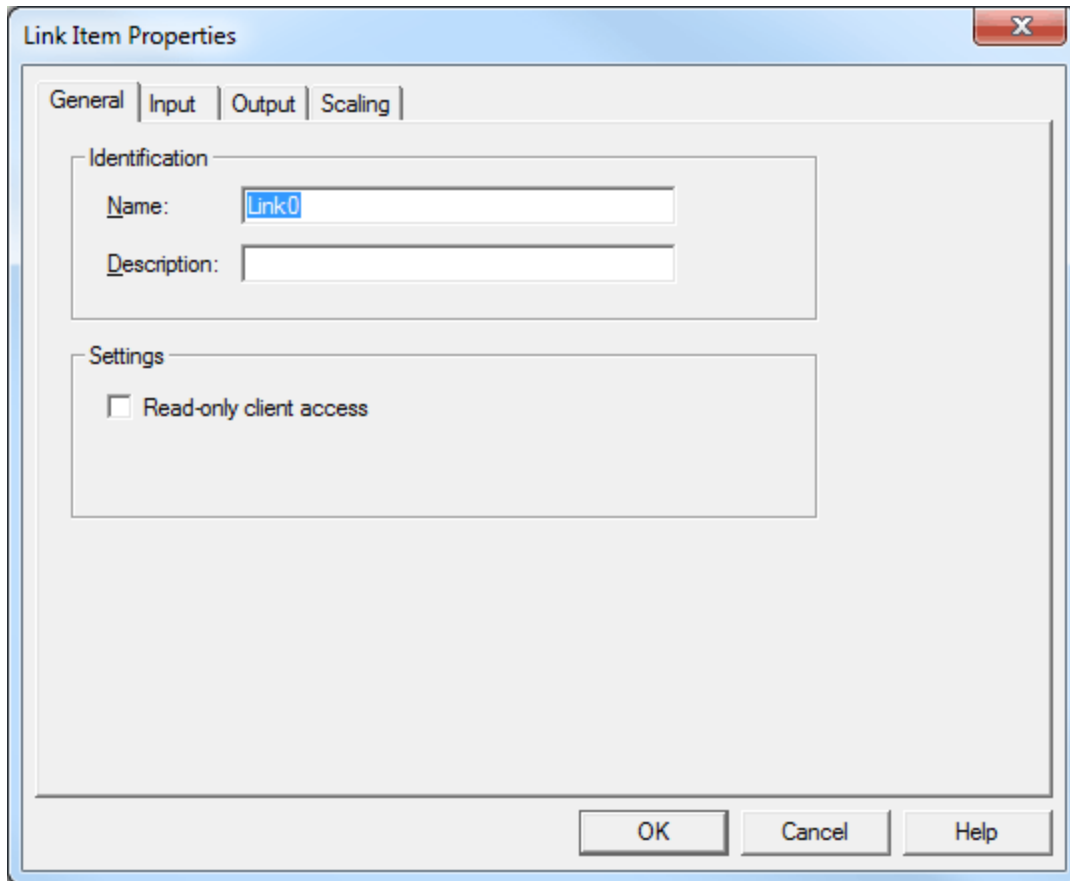 Link Item Properties
General Input Output Scaling
Identification
Name: Link0
Description:
Settings
Read-only client access
OK Cancel Help